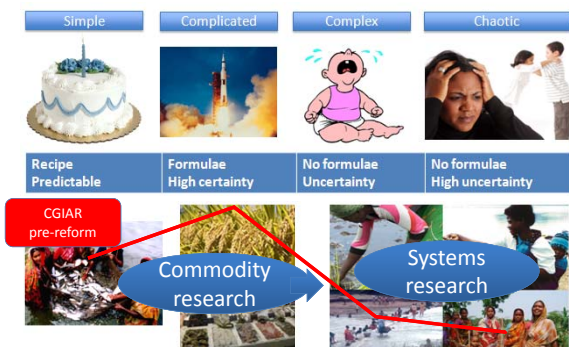 Simple
Complicated
Complex
Chaotic
Recipe
Predictable
Formulae
High certainty
No formulae
Uncertainty
No formulae
High uncertainty
CGIAR
pre-reform
Commodity
research
Systems
research